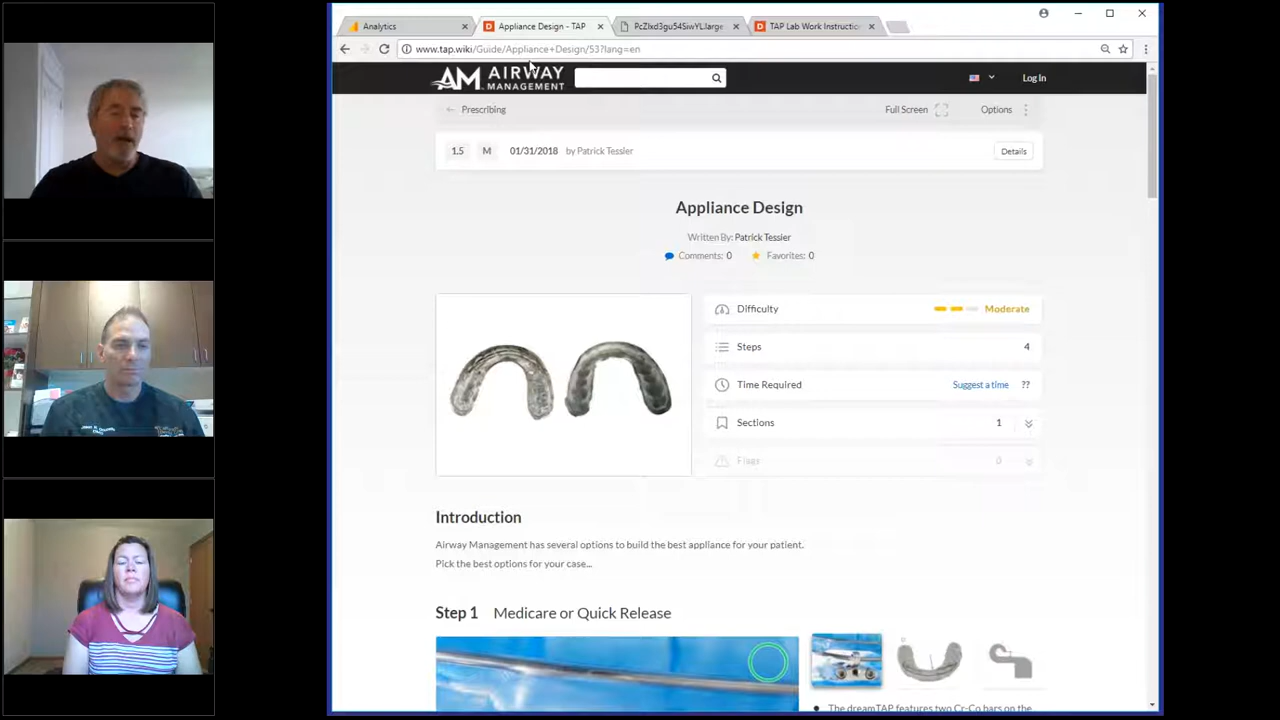 Analytics
Appliance Design - TAP
PcZIxd3gu54SiwYL.large
TAP Lab Work Instructio
www.tap.wiki/Guide/Appliance+Design/53?lang=en
AM AIRWAY MANAGEMENT
Log In
Prescribing
Full Screen
Options
1.5 M 01/31/2018 by Patrick Tessier
Details
Appliance Design
Written By: Patrick Tessier
Comments: 0 Favorites: 0
Difficulty Moderate
Steps 4
Time Required Suggest a time ??
Sections 1
Flags 0
Introduction
Airway Management has several options to build the best appliance for your patient.
Pick the best options for your case...
Step 1 Medicare or Quick Release
The dreamTAP features two Cr-Co bars on the